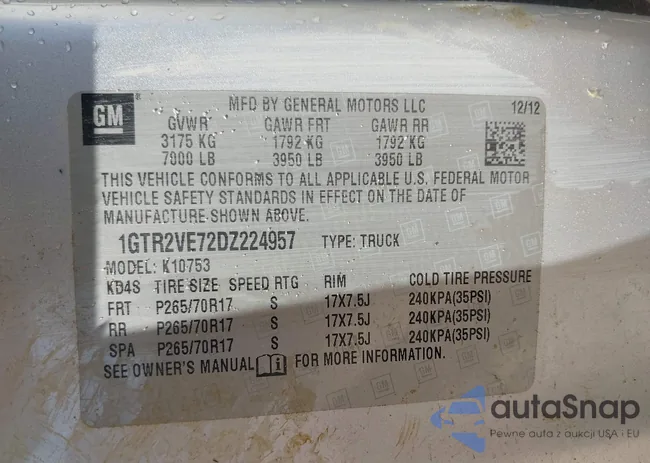 GM
MFD BY GENERAL MOTORS LLC 12/12
GVWR GAWR FRT GAWR RR
3175 KG 1792 KG 1792 KG
7000 LB 3950 LB 3950 LB
THIS VEHICLE CONFORMS TO ALL APPLICABLE U.S. FEDERAL MOTOR
VEHICLE SAFETY STANDARDS IN EFFECT ON THE DATE OF
MANUFACTURE SHOWN ABOVE.
1GTR2VE72DZ224957 TYPE: TRUCK
MODEL: K10753
KD4S TIRE SIZE SPEED RTG RIM COLD TIRE PRESSURE
FRT P265/70R17 S 17X7.5J 240KPA(35PSI)
RR P265/70R17 S 17X7.5J 240KPA(35PSI)
SPA P265/70R17 S 17X7.5J 240KPA(35PSI)
SEE OWNER'S MANUAL FOR MORE INFORMATION.
autaSnap
Pewne auta z aukcji USA i EU